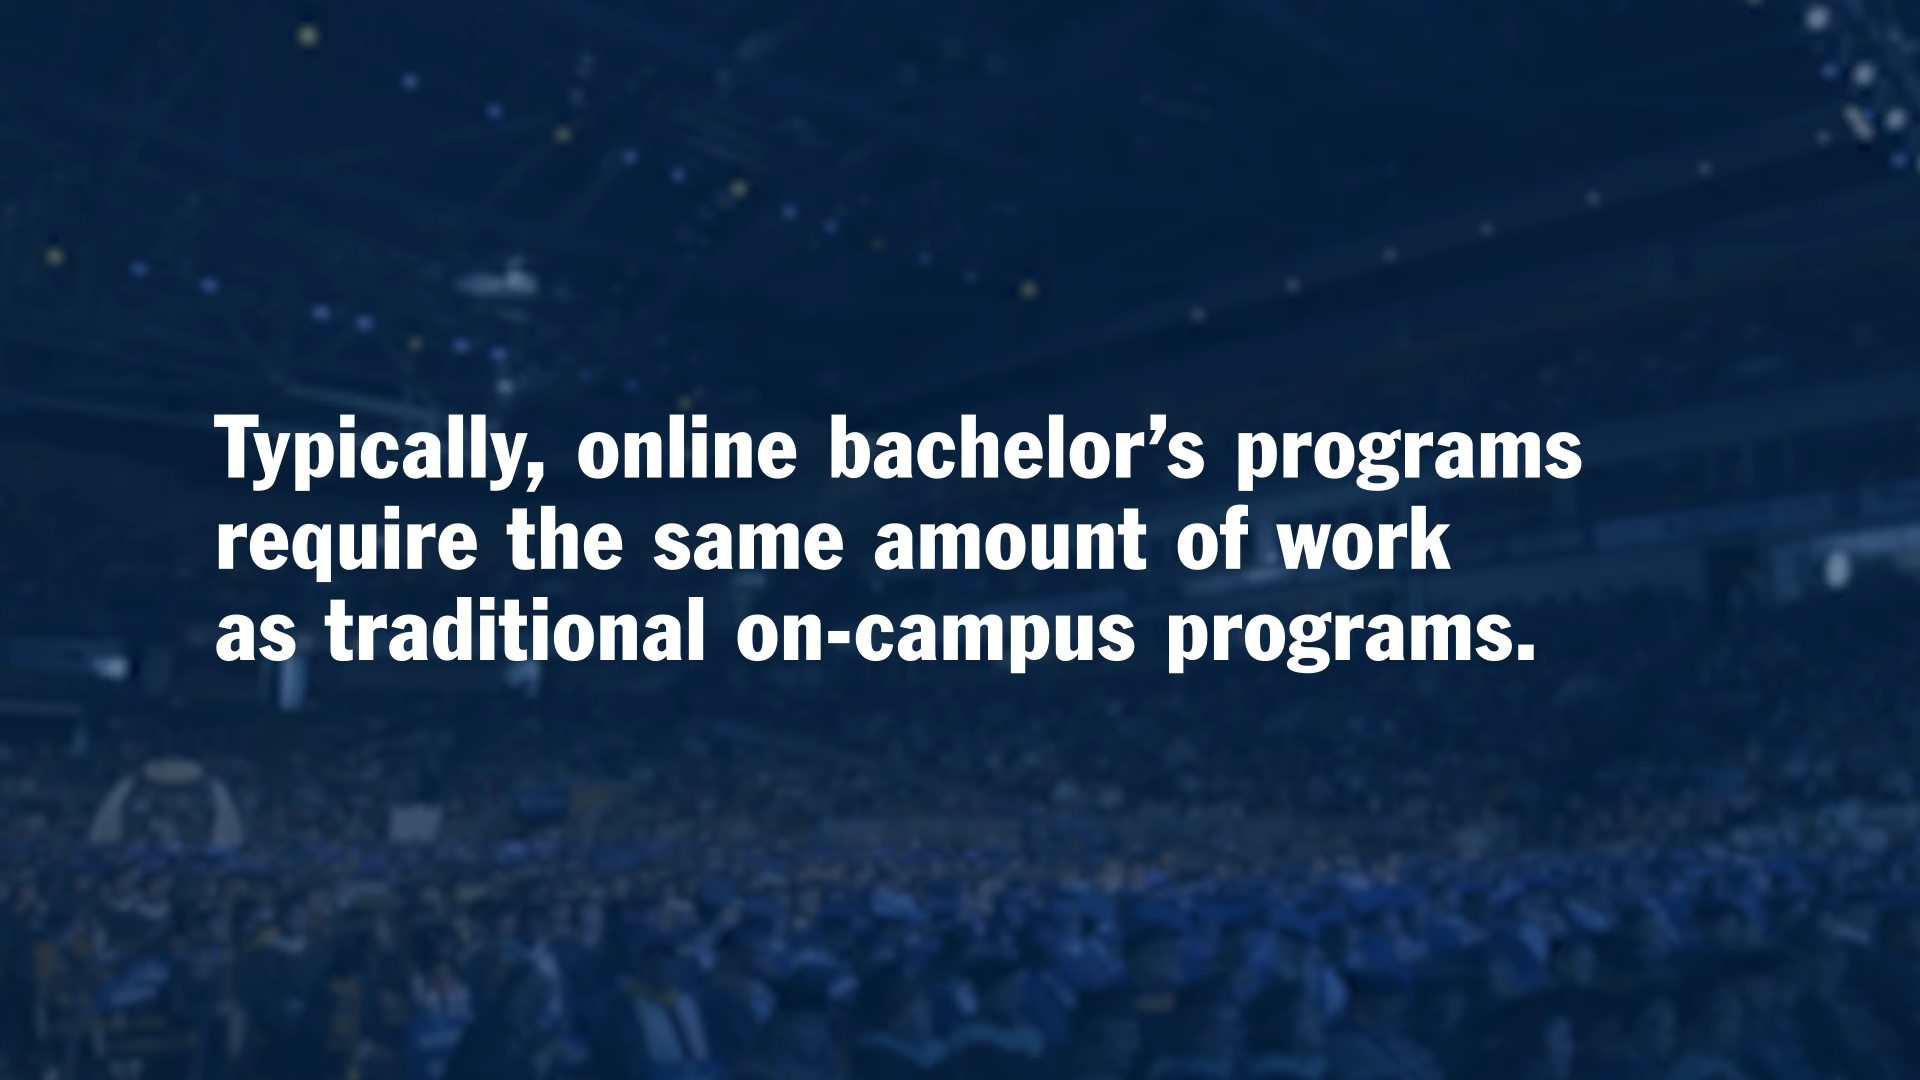 Typically, online bachelor’s programs
require the same amount of work
as traditional on-campus programs.